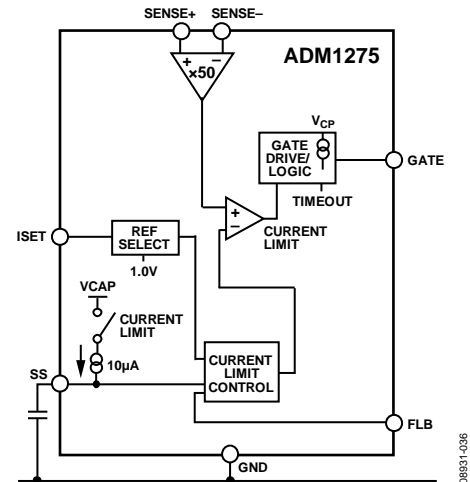 SENSE+ SENSE–
ADM1275
+ –
×50
VCP
GATE
DRIVE/
LOGIC
GATE
TIMEOUT
+
–
CURRENT
LIMIT
ISET
REF
SELECT
1.0V
VCAP
CURRENT
LIMIT
10µA
SS
CURRENT
LIMIT
CONTROL
FLB
GND
08931-036